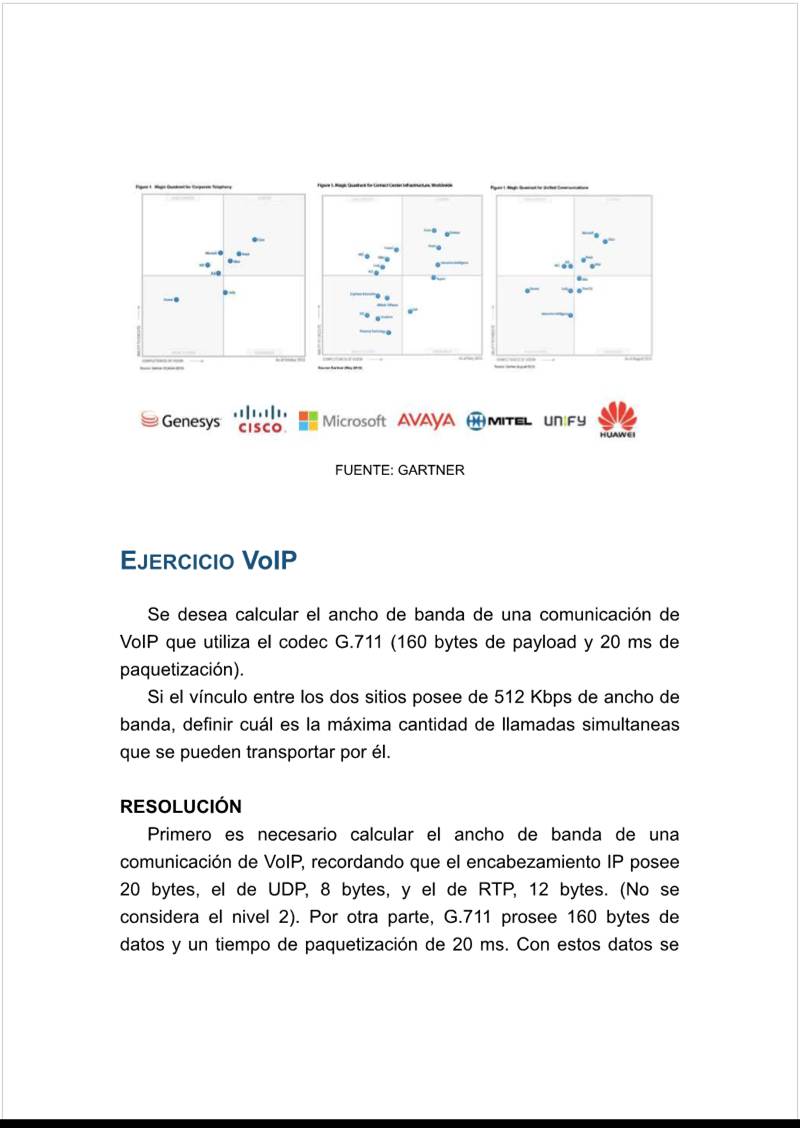 Figure 1. Magic Quadrant for Corporate Telephony
Figure 1. Magic Quadrant for Contact Center Infrastructure, Worldwide
Figure 1. Magic Quadrant for Unified Communications
Genesys
CISCO
Microsoft
AVAYA
MITEL
UNIFY
HUAWEI
FUENTE: GARTNER
EJERCICIO VoIP
Se desea calcular el ancho de banda de una comunicación de
VoIP que utiliza el codec G.711 (160 bytes de payload y 20 ms de
paquetización).
Si el vínculo entre los dos sitios posee de 512 Kbps de ancho de
banda, definir cuál es la máxima cantidad de llamadas simultaneas
que se pueden transportar por él.
RESOLUCIÓN
Primero es necesario calcular el ancho de banda de una
comunicación de VoIP, recordando que el encabezamiento IP posee
20 bytes, el de UDP, 8 bytes, y el de RTP, 12 bytes. (No se
considera el nivel 2). Por otra parte, G.711 prosee 160 bytes de
datos y un tiempo de paquetización de 20 ms. Con estos datos se